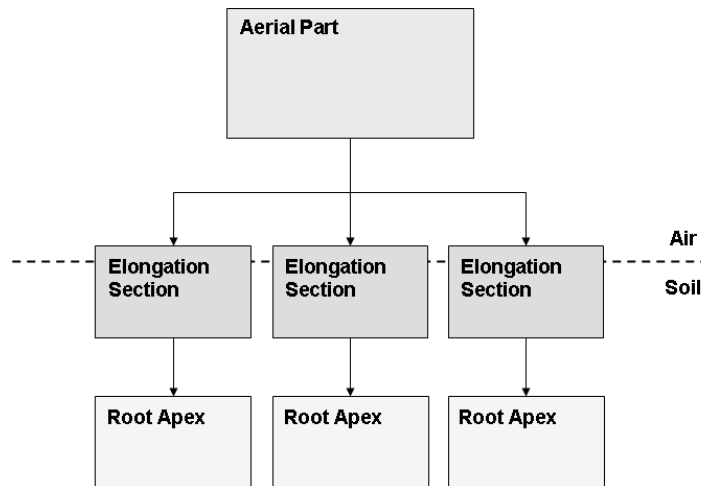 Aerial Part
Air
Elongation
Section
Elongation
Section
Elongation
Section
Soil
Root Apex
Root Apex
Root Apex